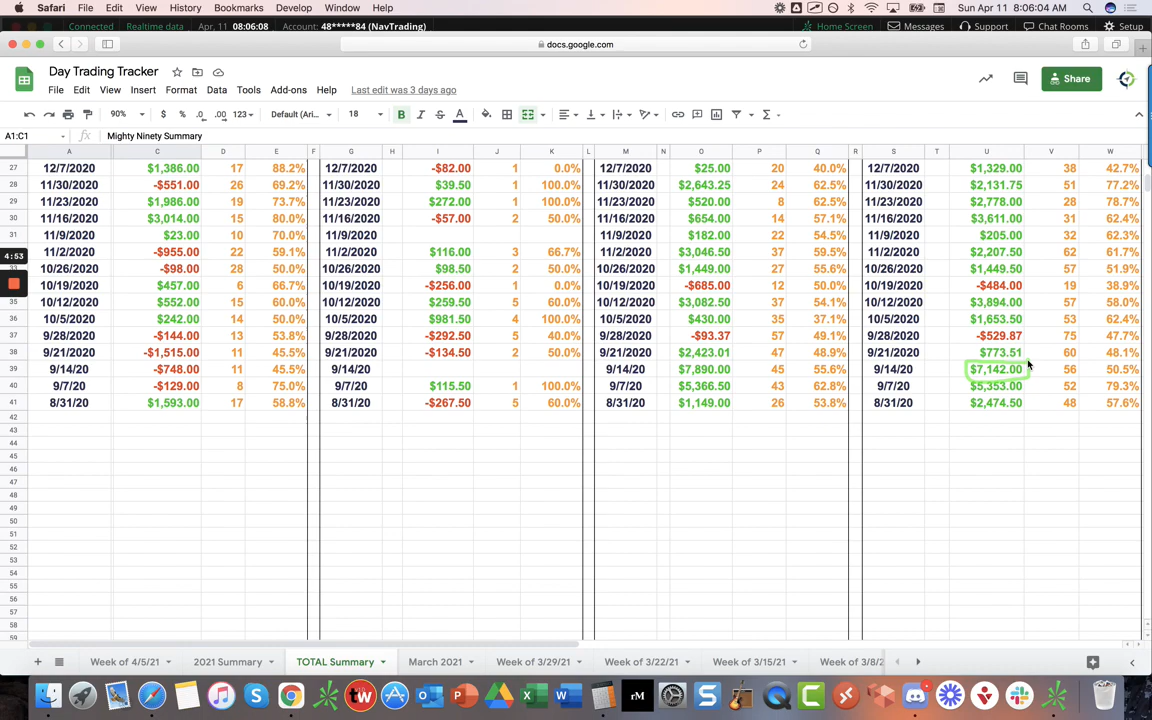 Safari File Edit View History Bookmarks Develop Window Help Sun Apr 11 8:06:04 AM
Connected Realtime data Apr, 11 08:06:08 Account: 48*****84 (NavTrading) Home Screen Messages Support Chat Rooms Setup
docs.google.com
Day Trading Tracker
File Edit View Insert Format Data Tools Add-ons Help Last edit was 3 days ago
Share
90% $ % .0 .00 123 Default (Ari... 18 B I S A
A1:C1 fx Mighty Ninety Summary
A C D E F G H I J K L M N O P Q R S T U V W
27 12/7/2020 $1,386.00 17 88.2% 12/7/2020 -$82.00 1 0.0% 12/7/2020 $25.00 20 40.0% 12/7/2020 $1,329.00 38 42.7%
28 11/30/2020 -$551.00 26 69.2% 11/30/2020 $39.50 1 100.0% 11/30/2020 $2,643.25 24 62.5% 11/30/2020 $2,131.75 51 77.2%
29 11/23/2020 $1,986.00 19 73.7% 11/23/2020 $272.00 1 100.0% 11/23/2020 $520.00 8 62.5% 11/23/2020 $2,778.00 28 78.7%
30 11/16/2020 $3,014.00 15 80.0% 11/16/2020 -$57.00 2 50.0% 11/16/2020 $654.00 14 57.1% 11/16/2020 $3,611.00 31 62.4%
31 11/9/2020 $23.00 10 70.0% 11/9/2020 11/9/2020 $182.00 22 54.5% 11/9/2020 $205.00 32 62.3%
11/2/2020 -$955.00 22 59.1% 11/2/2020 $116.00 3 66.7% 11/2/2020 $3,046.50 37 59.5% 11/2/2020 $2,207.50 62 61.7%
4:53
33 10/26/2020 -$98.00 28 50.0% 10/26/2020 $98.50 2 50.0% 10/26/2020 $1,449.00 27 55.6% 10/26/2020 $1,449.50 57 51.9%
10/19/2020 $457.00 6 66.7% 10/19/2020 -$256.00 1 0.0% 10/19/2020 -$685.00 12 50.0% 10/19/2020 -$484.00 19 38.9%
35 10/12/2020 $552.00 15 60.0% 10/12/2020 $259.50 5 60.0% 10/12/2020 $3,082.50 37 54.1% 10/12/2020 $3,894.00 57 58.0%
36 10/5/2020 $242.00 14 50.0% 10/5/2020 $981.50 4 100.0% 10/5/2020 $430.00 35 37.1% 10/5/2020 $1,653.50 53 62.4%
37 9/28/2020 -$144.00 13 53.8% 9/28/2020 -$292.50 5 40.0% 9/28/2020 -$93.37 57 49.1% 9/28/2020 -$529.87 75 47.7%
38 9/21/2020 -$1,515.00 11 45.5% 9/21/2020 -$134.50 2 50.0% 9/21/2020 $2,423.01 47 48.9% 9/21/2020 $773.51 60 48.1%
39 9/14/20 -$748.00 11 45.5% 9/14/20 9/14/20 $7,890.00 45 55.6% 9/14/20 $7,142.00 56 50.5%
40 9/7/20 -$129.00 8 75.0% 9/7/20 $115.50 1 100.0% 9/7/20 $5,366.50 43 62.8% 9/7/20 $5,353.00 52 79.3%
41 8/31/20 $1,593.00 17 58.8% 8/31/20 -$267.50 5 60.0% 8/31/20 $1,149.00 26 53.8% 8/31/20 $2,474.50 48 57.6%
42
43
44
45
46
47
48
49
50
51
52
53
54
55
56
57
58
59
Week of 4/5/21 2021 Summary TOTAL Summary March 2021 Week of 3/29/21 Week of 3/22/21 Week of 3/15/21 Week of 3/8/2
tw rM